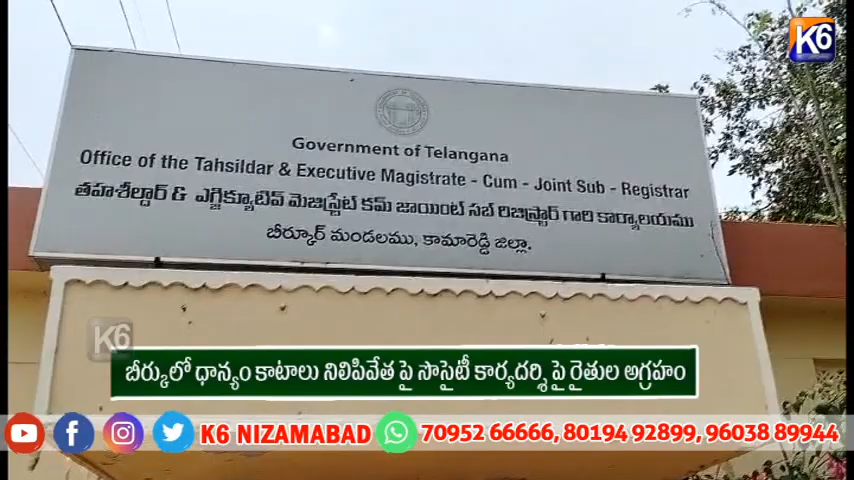 K6
Government of Telangana
Office of the Tahsildar & Executive Magistrate - Cum - Joint Sub - Registrar
తహశీల్దార్ & ఎగ్జిక్యూటివ్ మెజిస్ట్రేట్ కమ్ జాయింట్ సబ్ రిజిస్ట్రార్ గారి కార్యాలయము
బీర్కూర్ మండలము, కామారెడ్డి జిల్లా.
K6
బీర్కులో ధాన్యం కాటాలు నిలిపివేత పై సొసైటీ కార్యదర్శి పై రైతుల అగ్రహం
K6 NIZAMABAD 70952 66666, 80194 92899, 96038 89944